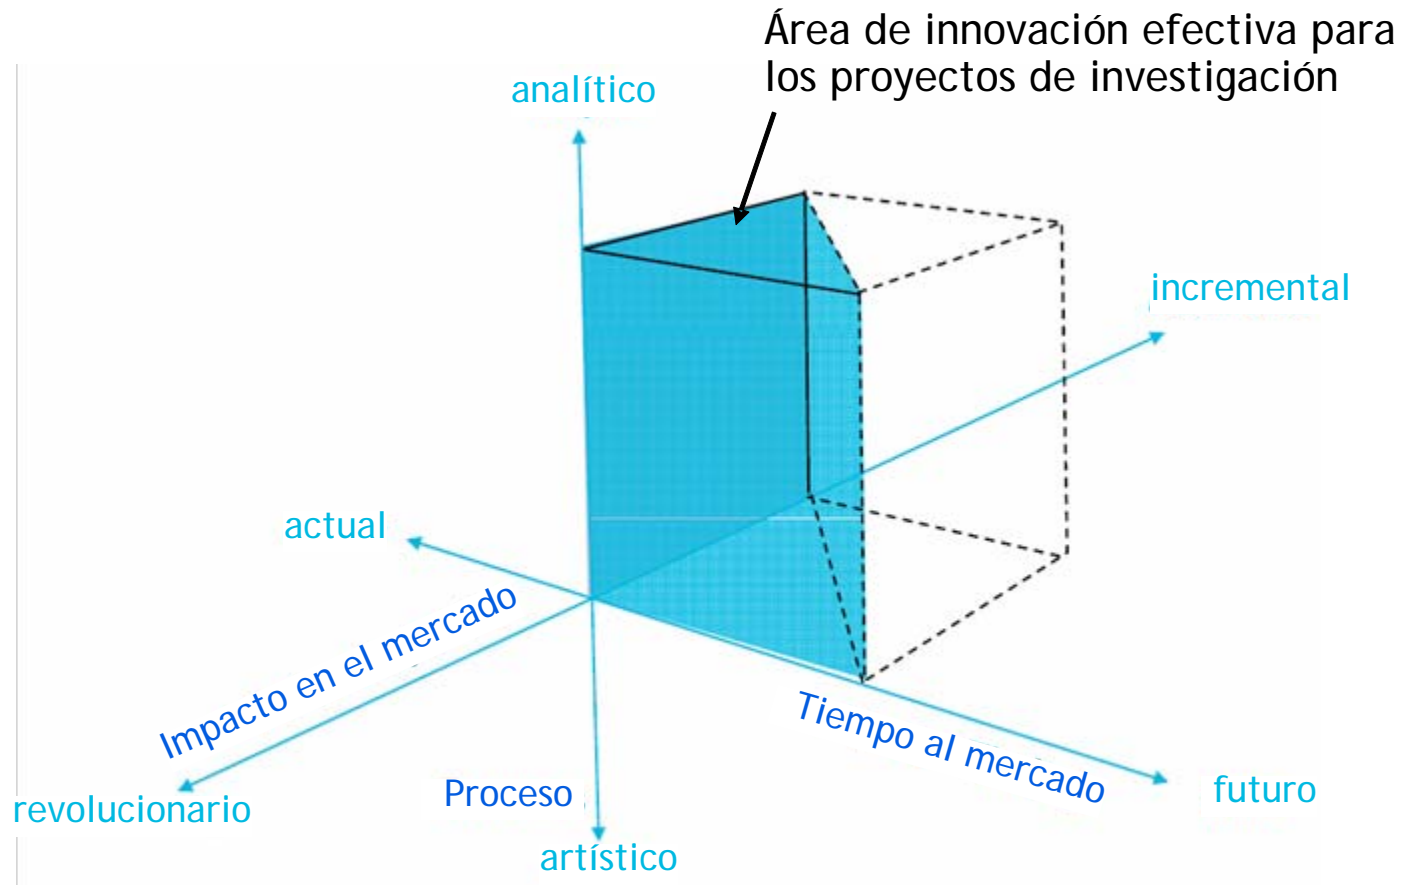 Área de innovación efectiva para
los proyectos de investigación
analítico
incremental
actual
Impacto en el mercado
Tiempo al mercado
Proceso
futuro
revolucionario
artístico